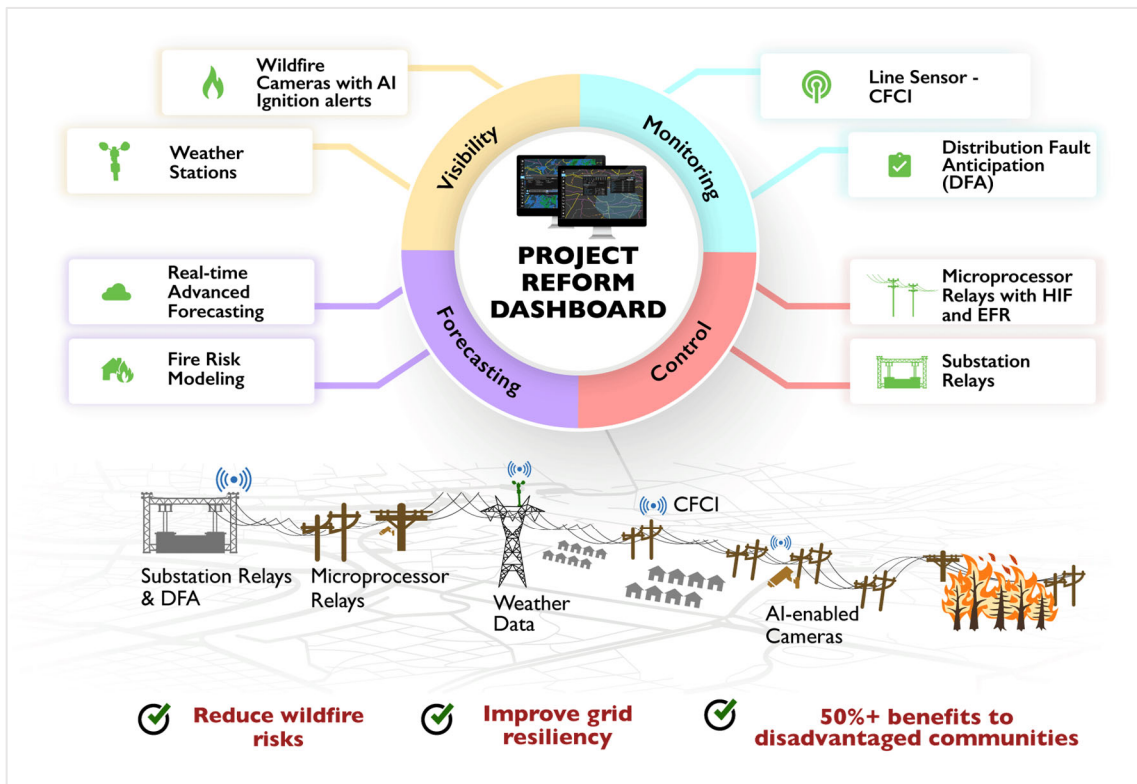 Wildfire
Cameras with AI
Ignition alerts
Weather
Stations
Real-time
Advanced
Forecasting
Fire Risk
Modeling
Visibility
Monitoring
Forecasting
Control
PROJECT
REFORM
DASHBOARD
Line Sensor -
CFCI
Distribution Fault
Anticipation
(DFA)
Microprocessor
Relays with HIF
and EFR
Substation
Relays
Substation Relays
& DFA
Microprocessor
Relays
Weather
Data
CFCI
AI-enabled
Cameras
Reduce wildfire
risks
Improve grid
resiliency
50%+ benefits to
disadvantaged communities